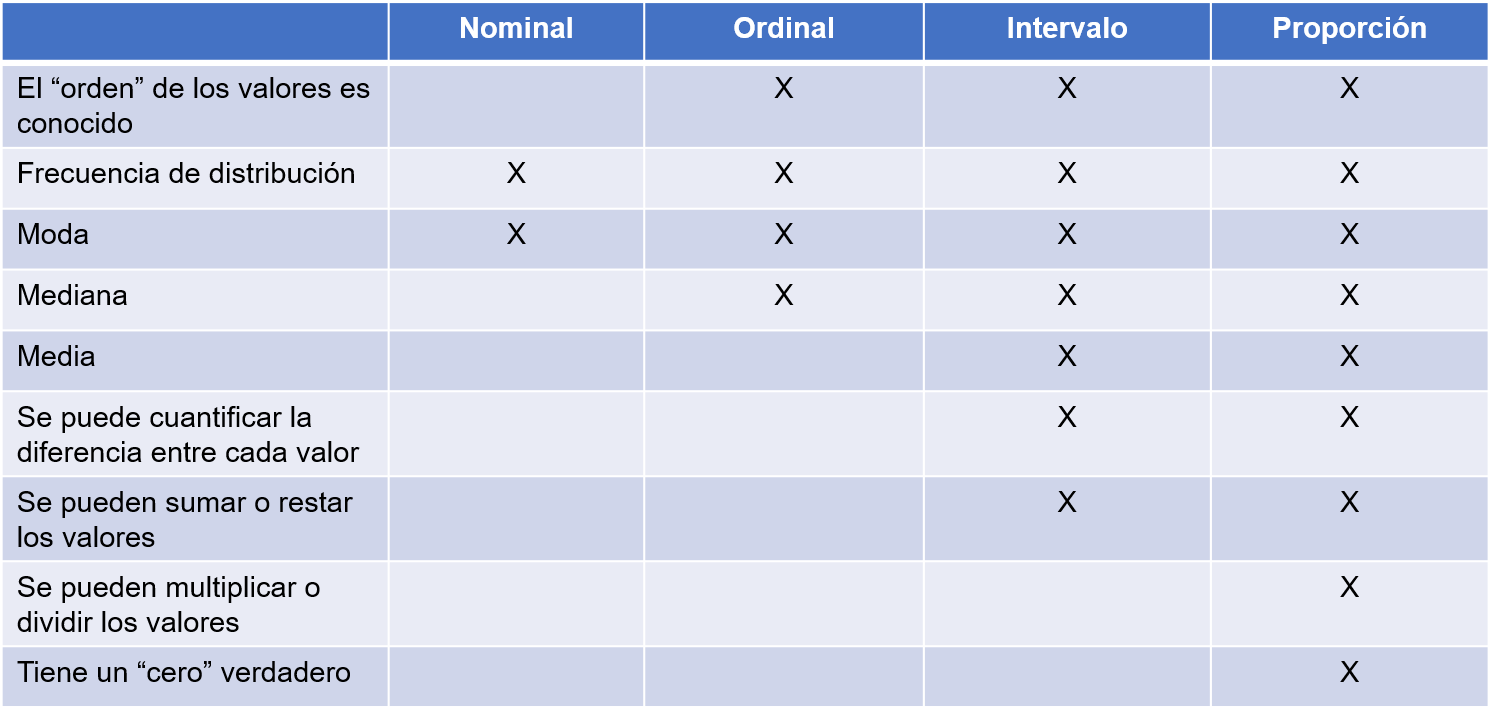 Nominal Ordinal Intervalo Proporción
El “orden” de los valores es X X X
conocido
Frecuencia de distribución X X X X
Moda X X X X
Mediana X X X
Media X X
Se puede cuantificar la X X
diferencia entre cada valor
Se pueden sumar o restar X X
los valores
Se pueden multiplicar o X
dividir los valores
Tiene un “cero” verdadero X